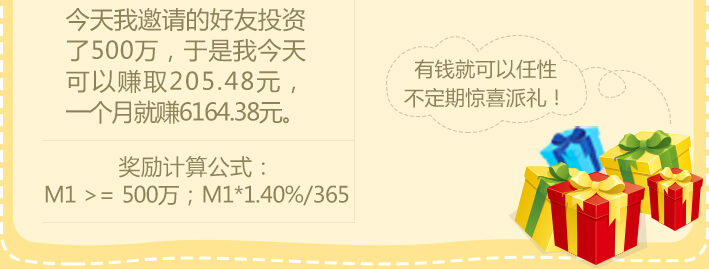 今天我邀请的好友投资
了500万，于是我今天
可以赚取205.48元，
一个月就赚6164.38元。
奖励计算公式：
M1 >= 500万；M1*1.40%/365
有钱就可以任性
不定期惊喜派礼！